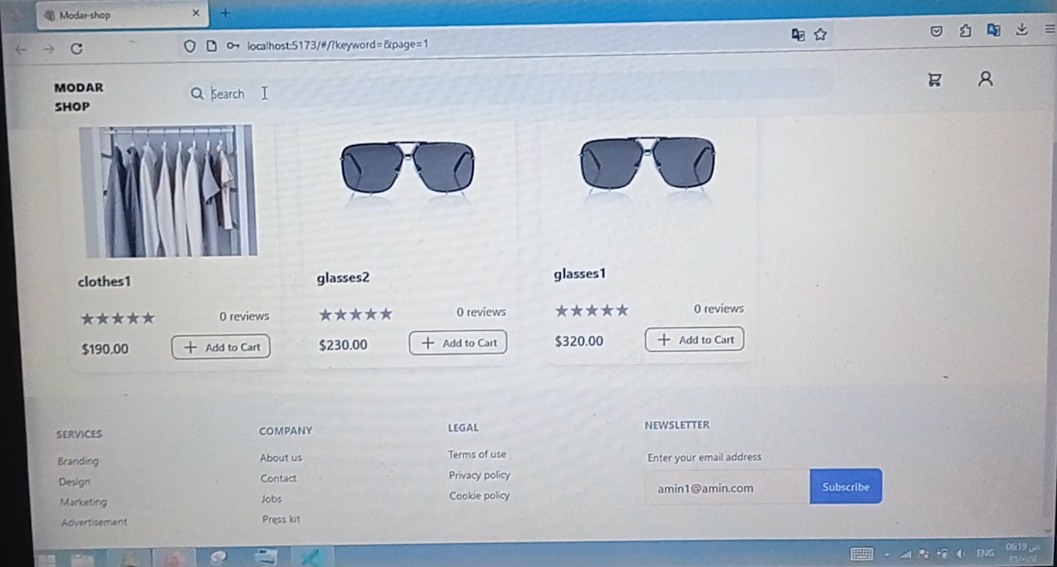 Modar-shop
localhost:5173/#/?keyword=&page=1
MODAR
SHOP
Search
clothes1
glasses2
glasses1
0 reviews
0 reviews
0 reviews
$190.00
Add to Cart
$230.00
Add to Cart
$320.00
Add to Cart
SERVICES
Branding
Design
Marketing
Advertisement
COMPANY
About us
Contact
Jobs
Press kit
LEGAL
Terms of use
Privacy policy
Cookie policy
NEWSLETTER
Enter your email address
amin1@amin.com
Subscribe
ENG
06:19 ص